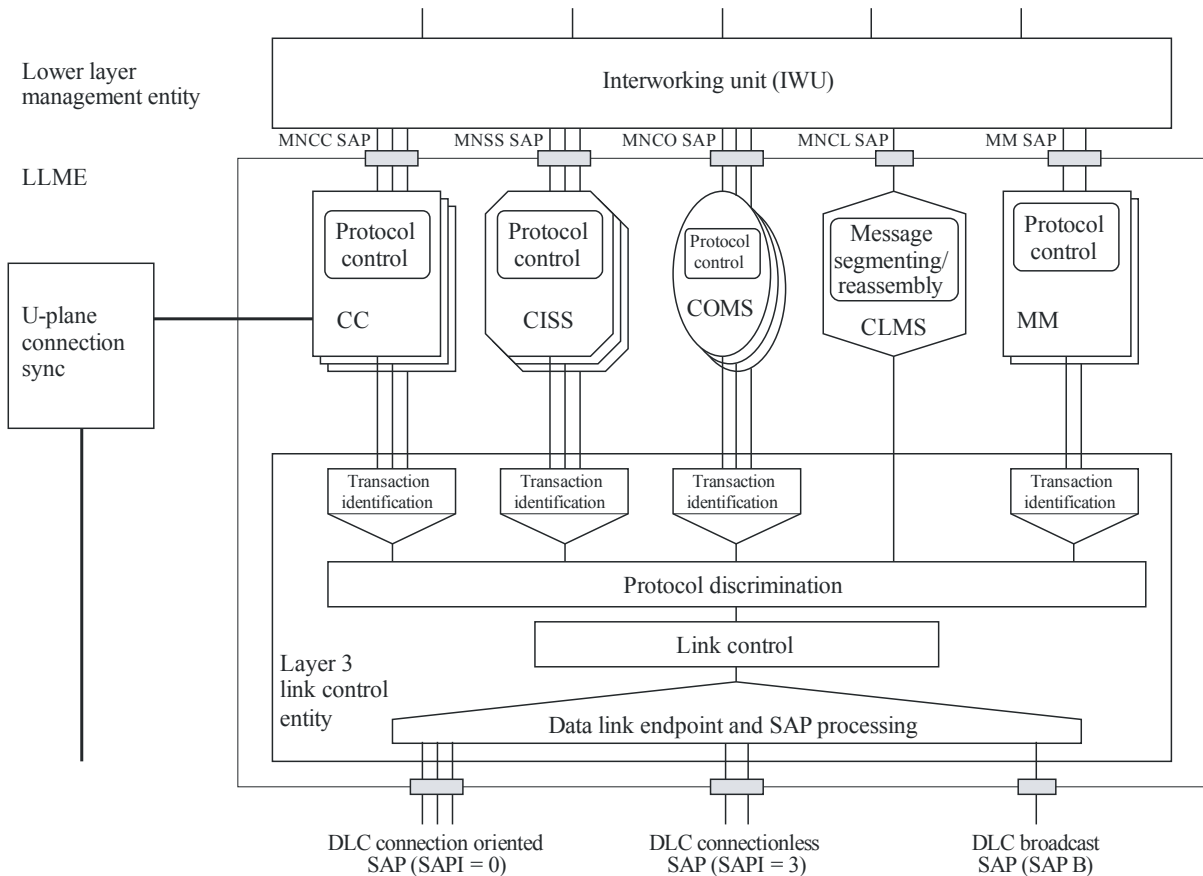 Lower layer
management entity
Interworking unit (IWU)
MNCC SAP
MNSS SAP
MNCO SAP
MNCL SAP
MM SAP
LLME
Protocol
control
CC
Protocol
control
CISS
Protocol
control
COMS
Message
segmenting/
reassembly
CLMS
Protocol
control
MM
U-plane
connection
sync
Transaction
identification
Transaction
identification
Transaction
identification
Transaction
identification
Protocol discrimination
Link control
Layer 3
link control
entity
Data link endpoint and SAP processing
DLC connection oriented
SAP (SAPI = 0)
DLC connectionless
SAP (SAPI = 3)
DLC broadcast
SAP (SAP B)